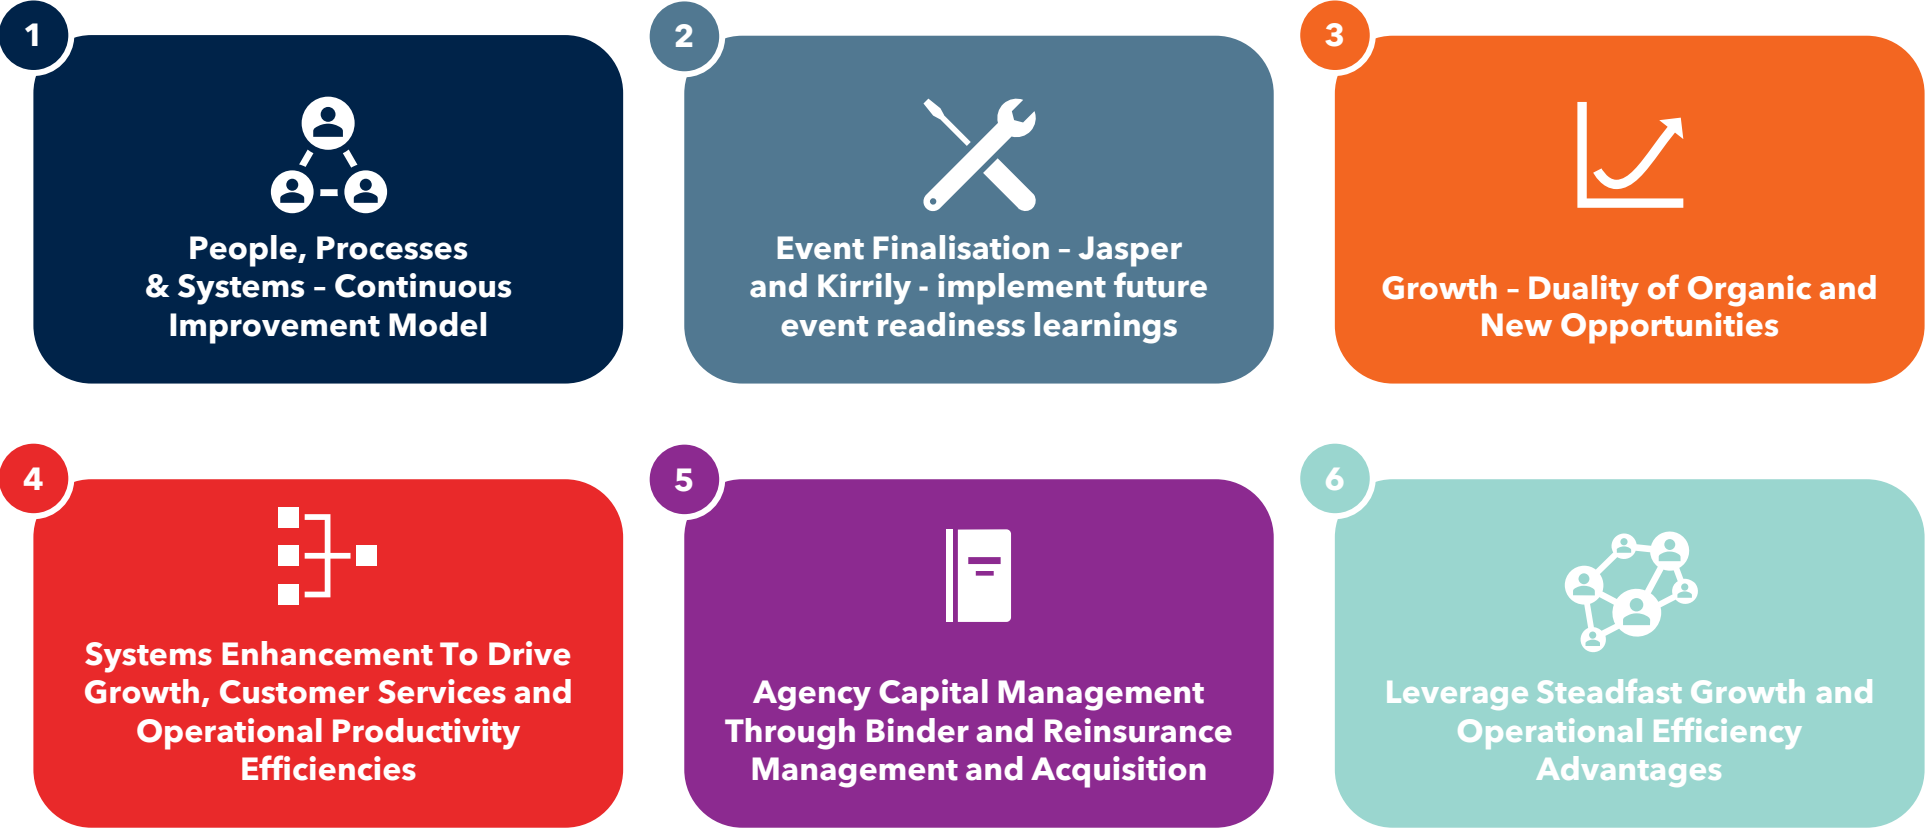 1
People, Processes
& Systems – Continuous
Improvement Model
2
Event Finalisation – Jasper
and Kirrily - implement future
event readiness learnings
3
Growth – Duality of Organic and
New Opportunities
4
Systems Enhancement To Drive
Growth, Customer Services and
Operational Productivity
Efficiencies
5
Agency Capital Management
Through Binder and Reinsurance
Management and Acquisition
6
Leverage Steadfast Growth and
Operational Efficiency
Advantages